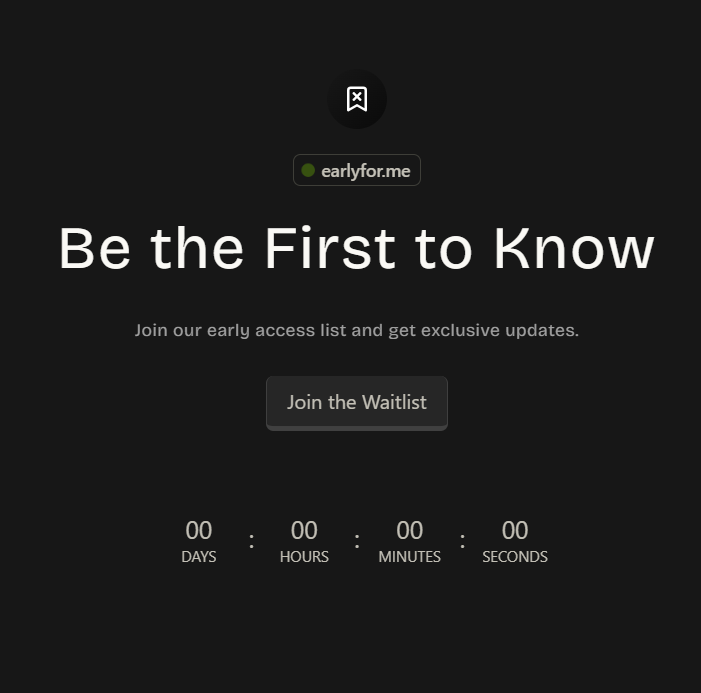 earlyfor.me
Be the First to Know
Join our early access list and get exclusive updates.
Join the Waitlist
00 : 00 : 00 : 00
DAYS HOURS MINUTES SECONDS